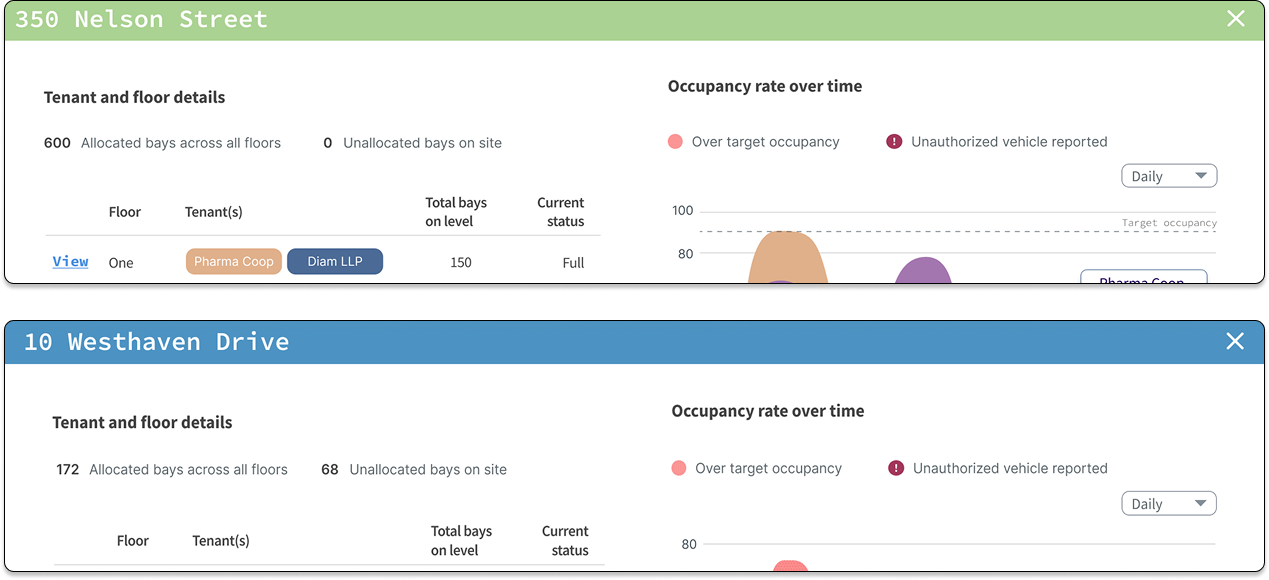 350 Nelson Street
Tenant and floor details
600 Allocated bays across all floors
0 Unallocated bays on site
Floor
Tenant(s)
Total bays
on level
Current
status
View
One
Pharma Coop
Diam LLP
150
Full
Occupancy rate over time
Over target occupancy
! Unauthorized vehicle reported
Daily
100
Target occupancy
80
Pharma Coop
10 Westhaven Drive
Tenant and floor details
172 Allocated bays across all floors
68 Unallocated bays on site
Floor
Tenant(s)
Total bays
on level
Current
status
Occupancy rate over time
Over target occupancy
! Unauthorized vehicle reported
Daily
80